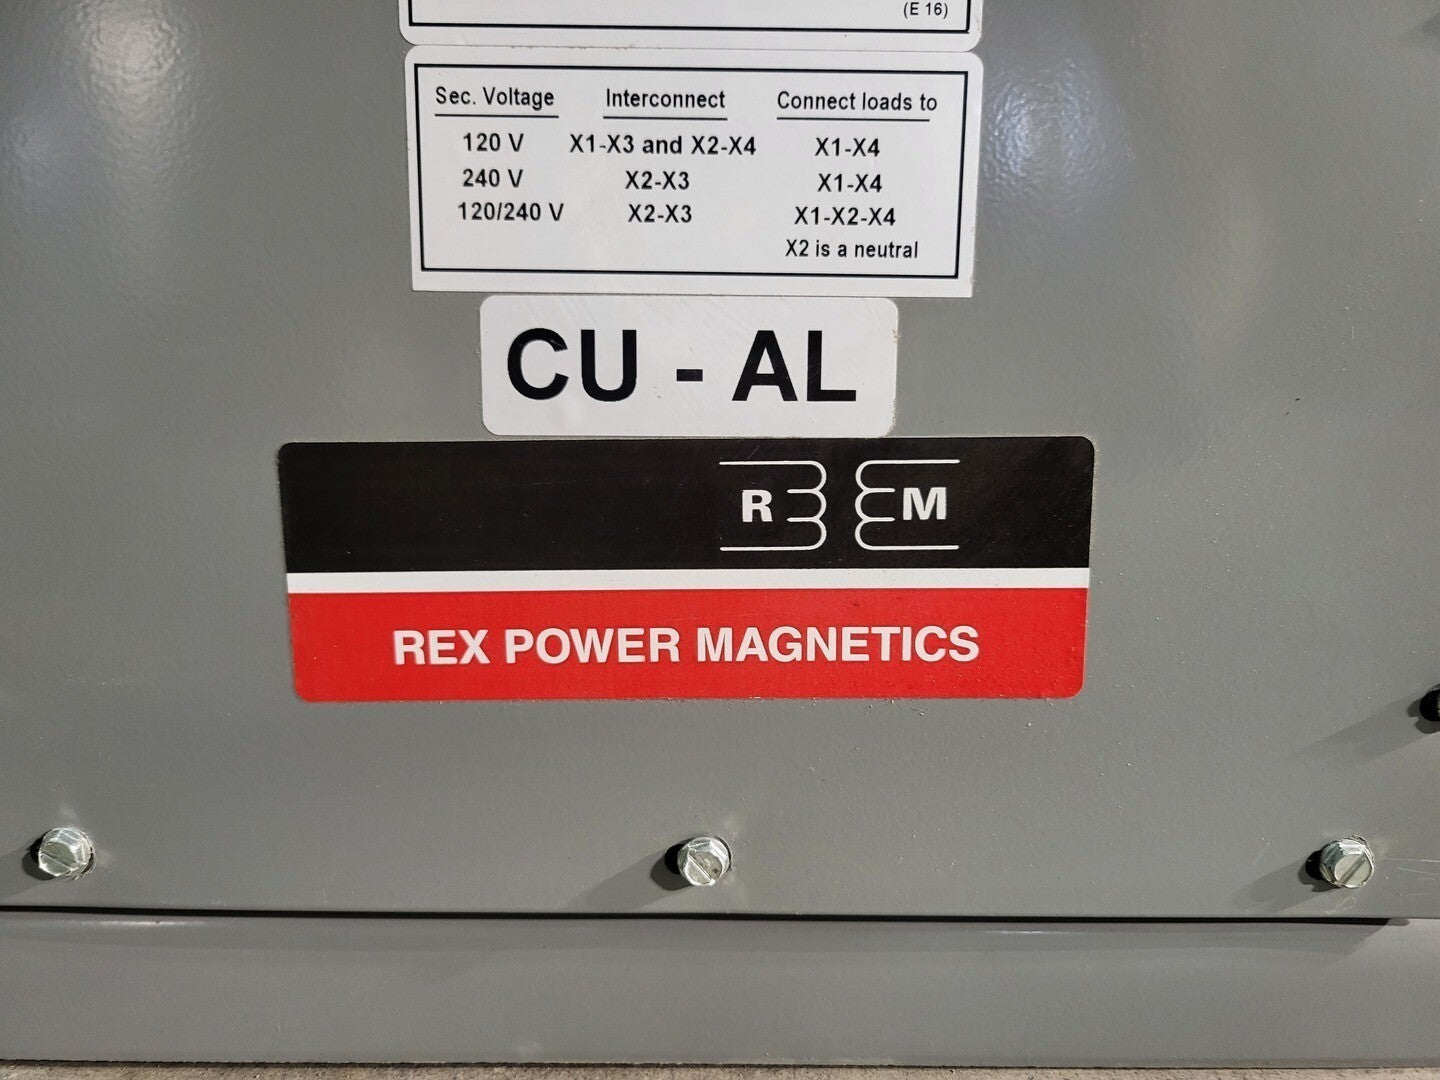 (E 16)
Sec. Voltage Interconnect Connect loads to
120 V X1-X3 and X2-X4 X1-X4
240 V X2-X3 X1-X4
120/240 V X2-X3 X1-X2-X4
X2 is a neutral
CU - AL
R M
REX POWER MAGNETICS